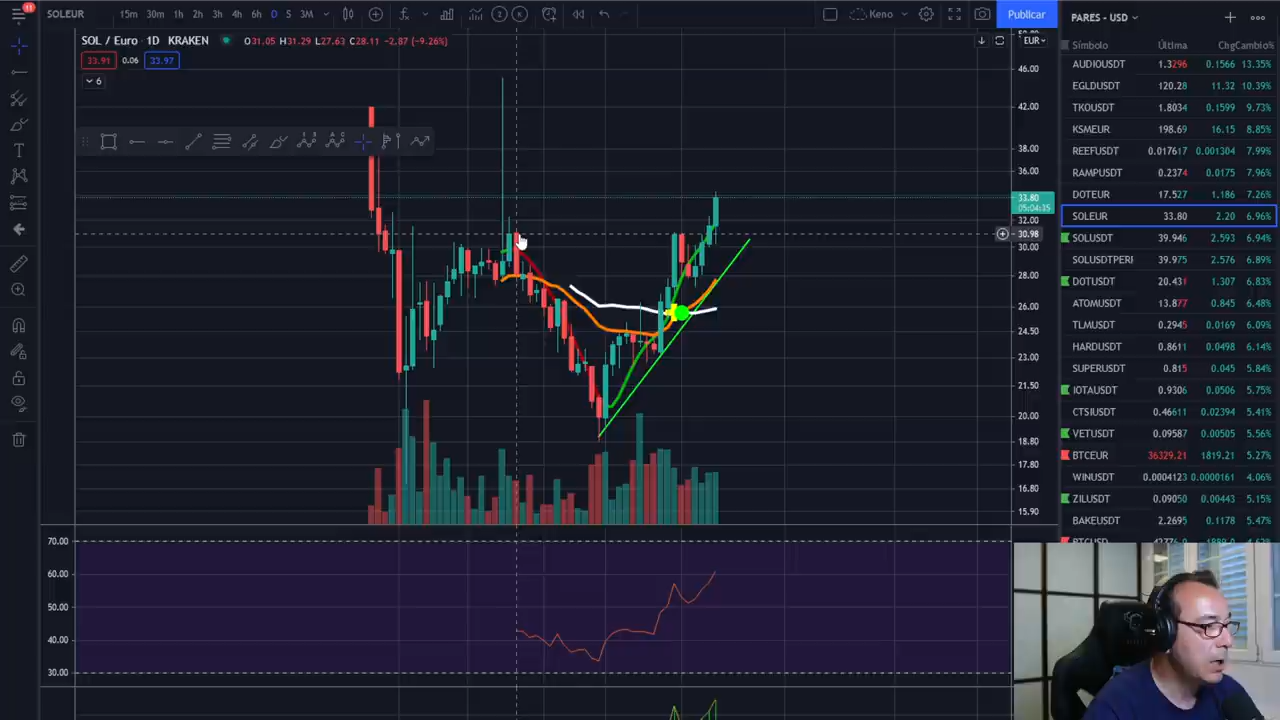 11
SOLEUR 15m 30m 1h 2h 3h 4h 6h D S 3M Keno Publicar
SOL / Euro · 1D KRAKEN O31.05 H31.29 L27.63 C28.11 -2.87 (-9.26%)
33.91 0.06 33.97
6
EUR
46.00
42.00
38.00
36.00
33.80
05:04:35
32.00
30.98
30.00
28.00
26.00
24.50
23.00
21.50
20.00
18.80
17.80
16.80
15.90
70.00
60.00
50.00
40.00
30.00
PARES - USD
Símbolo Última Chg Cambio%
AUDIOUSDT 1.3296 0.1566 13.35%
EGLDUSDT 120.28 11.32 10.39%
TKOUSDT 1.8034 0.1599 9.73%
KSMEUR 198.69 16.15 8.85%
REEFUSDT 0.017617 0.001304 7.99%
RAMPUSDT 0.2374 0.0175 7.96%
DOTEUR 17.527 1.186 7.26%
SOLEUR 33.80 2.20 6.96%
SOLUSDT 39.946 2.593 6.94%
SOLUSDTPERI 39.975 2.576 6.89%
DOTUSDT 20.431 1.307 6.83%
ATOMUSDT 13.877 0.845 6.48%
TLMUSDT 0.2945 0.0169 6.09%
HARDUSDT 0.8611 0.0498 6.14%
SUPERUSDT 0.815 0.045 5.84%
IOTAUSDT 0.9306 0.0506 5.75%
CTSIUSDT 0.46611 0.02394 5.41%
VETUSDT 0.09587 0.00505 5.56%
BTCEUR 36329.21 1819.21 5.27%
WINUSDT 0.0004123 0.0000161 4.06%
ZILUSDT 0.09050 0.00443 5.15%
BAKEUSDT 2.2695 0.1178 5.47%